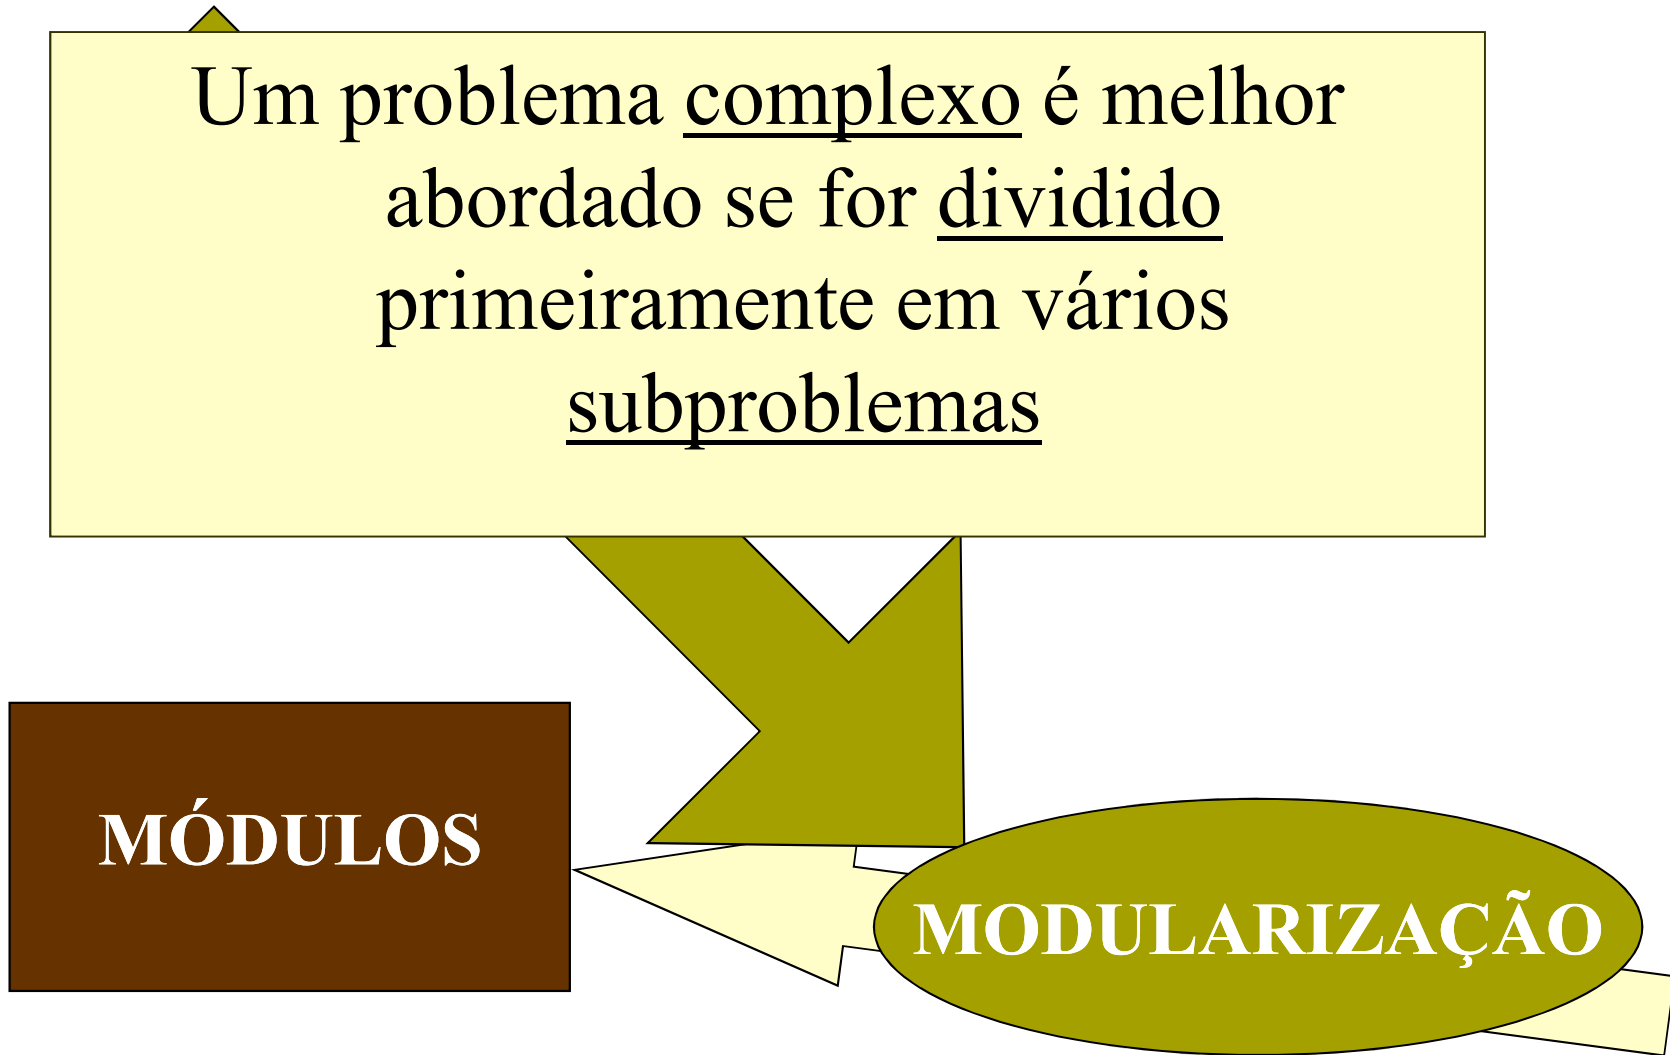 Um problema complexo é melhor
abordado se for dividido
primeiramente em vários
subproblemas
MÓDULOS
MODULARIZAÇÃO